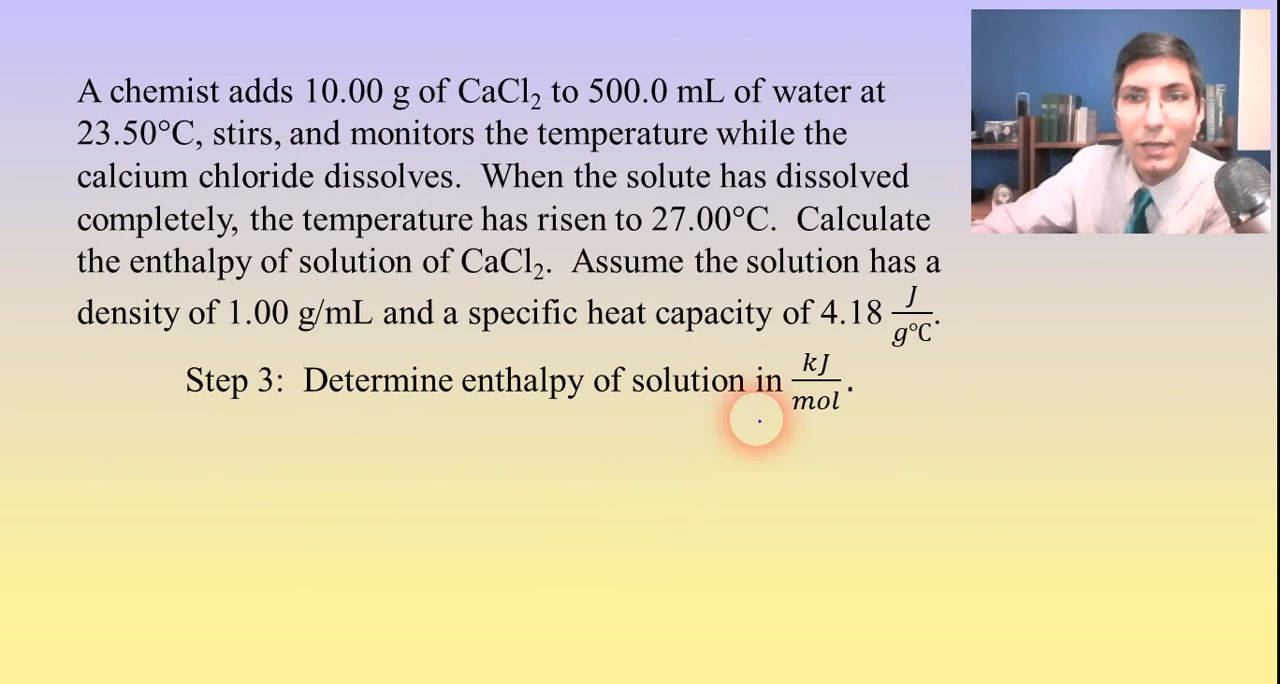 A chemist adds 10.00 g of CaCl₂ to 500.0 mL of water at
23.50°C, stirs, and monitors the temperature while the
calcium chloride dissolves. When the solute has dissolved
completely, the temperature has risen to 27.00°C. Calculate
the enthalpy of solution of CaCl₂. Assume the solution has a
density of 1.00 g/mL and a specific heat capacity of 4.18 J/g°C.
Step 3: Determine enthalpy of solution in kJ/mol.